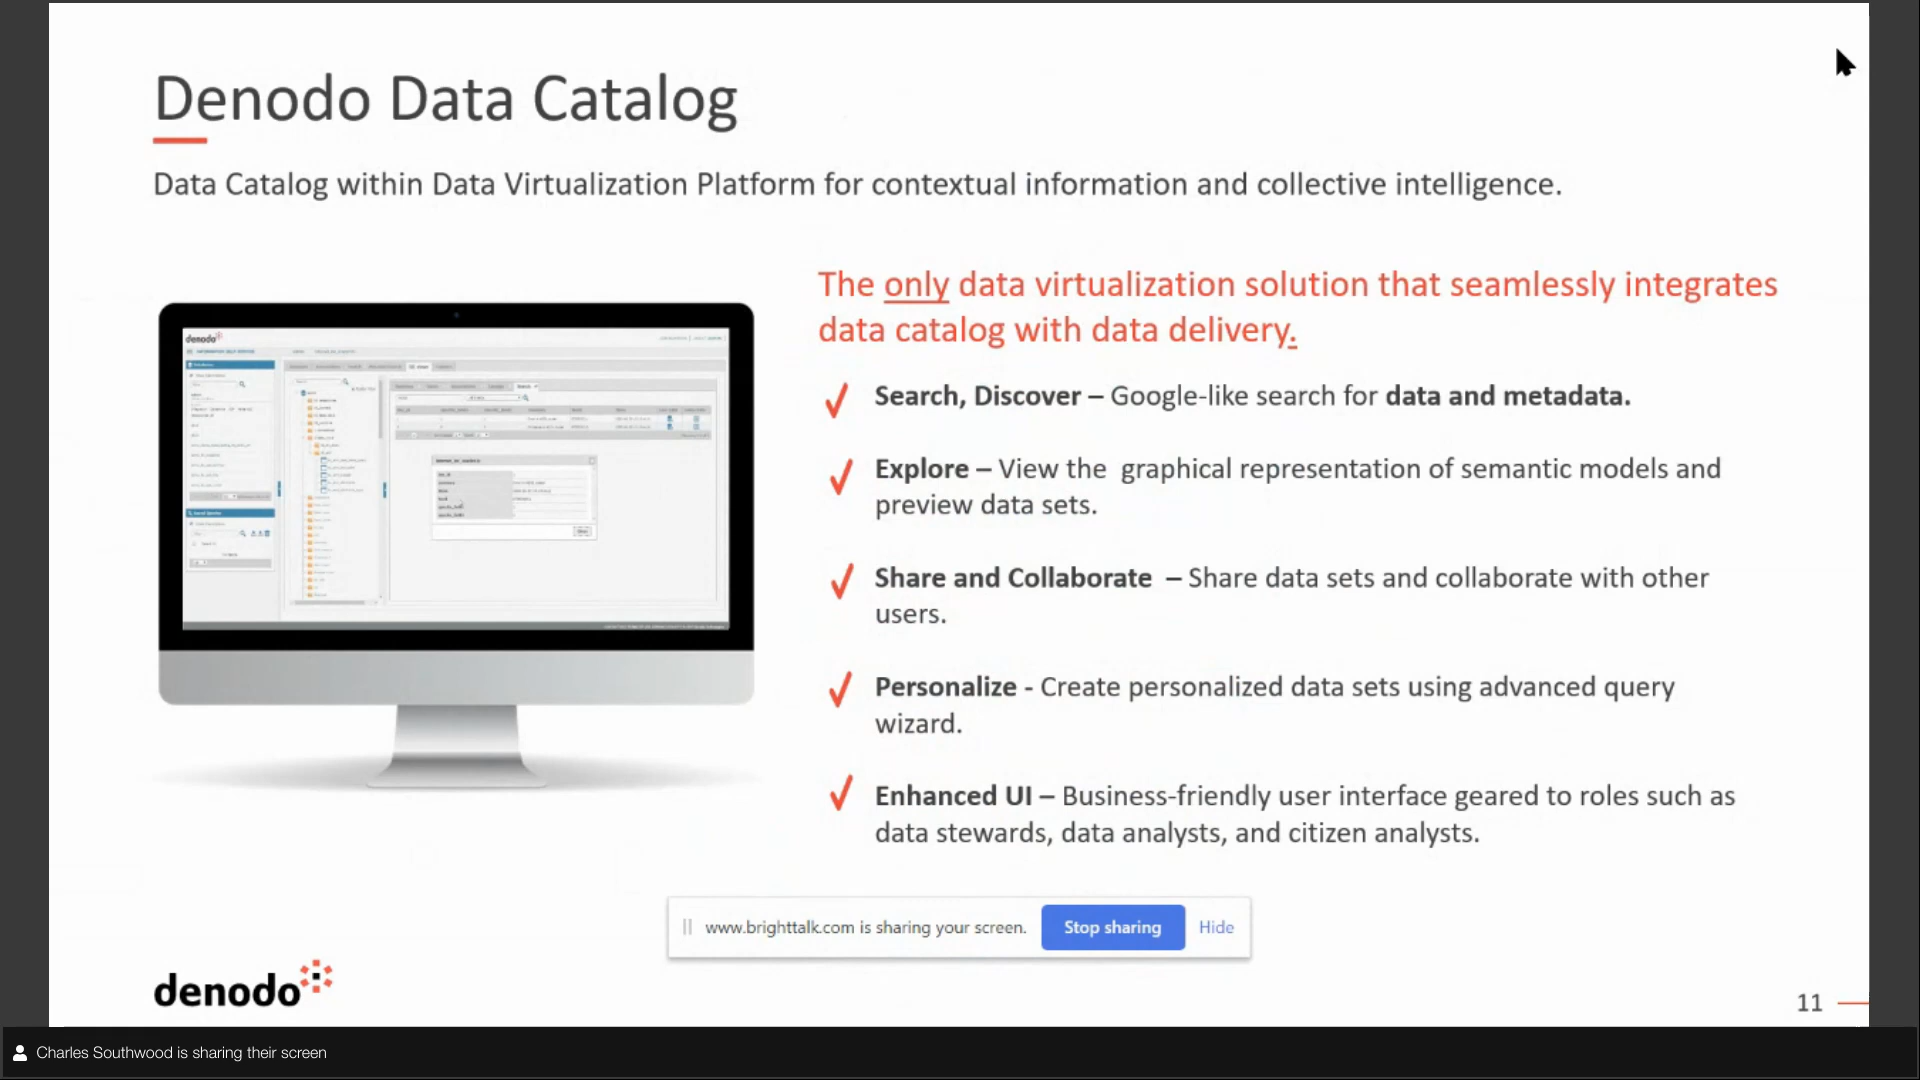 Denodo Data Catalog
Data Catalog within Data Virtualization Platform for contextual information and collective intelligence.
denodo
The only data virtualization solution that seamlessly integrates
data catalog with data delivery.
Search, Discover – Google-like search for data and metadata.
Explore – View the graphical representation of semantic models and
preview data sets.
Share and Collaborate – Share data sets and collaborate with other
users.
Personalize - Create personalized data sets using advanced query
wizard.
Enhanced UI – Business-friendly user interface geared to roles such as
data stewards, data analysts, and citizen analysts.
www.brighttalk.com is sharing your screen. Stop sharing Hide
denodo
11
Charles Southwood is sharing their screen